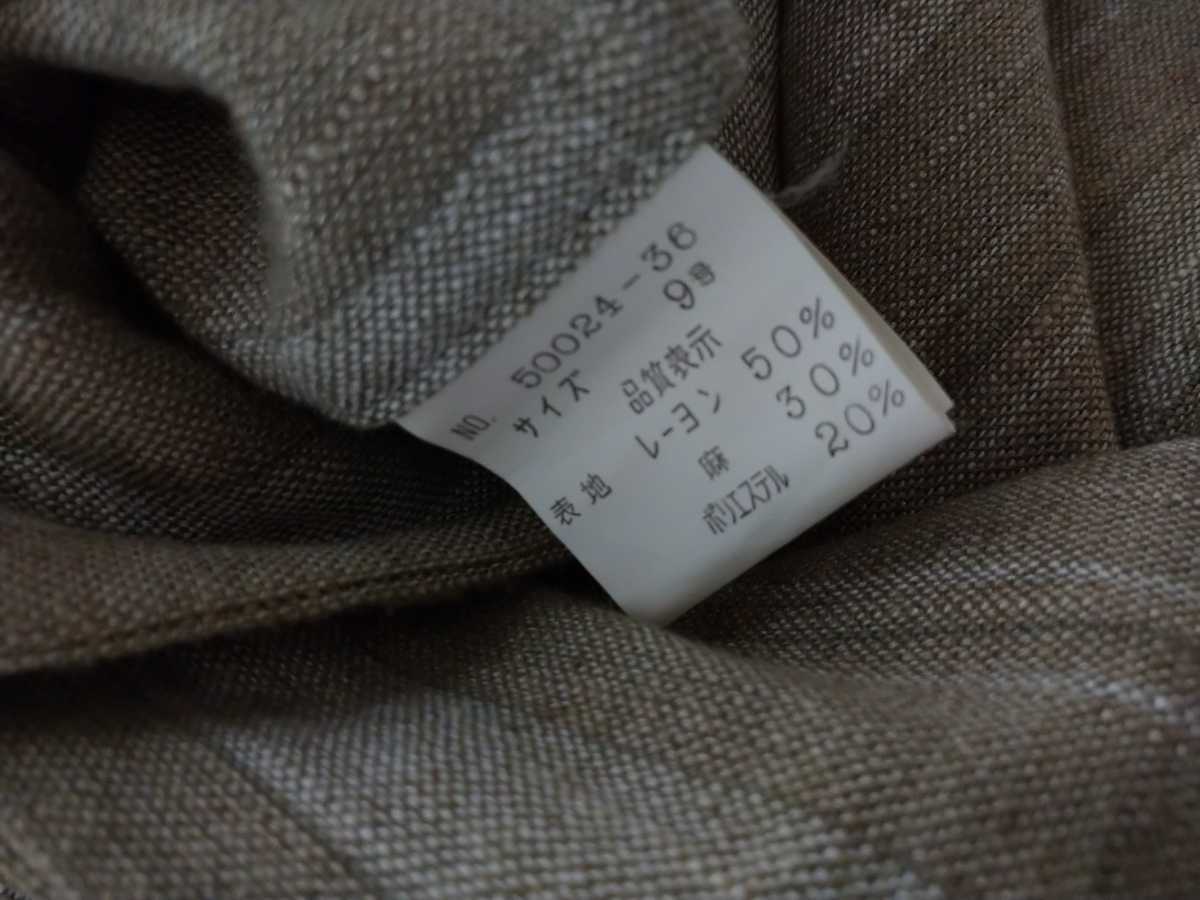 NO. 50024-36
サイズ 9号
品質表示
表地 レーヨン 50%
麻 30%
ポリエステル 20%